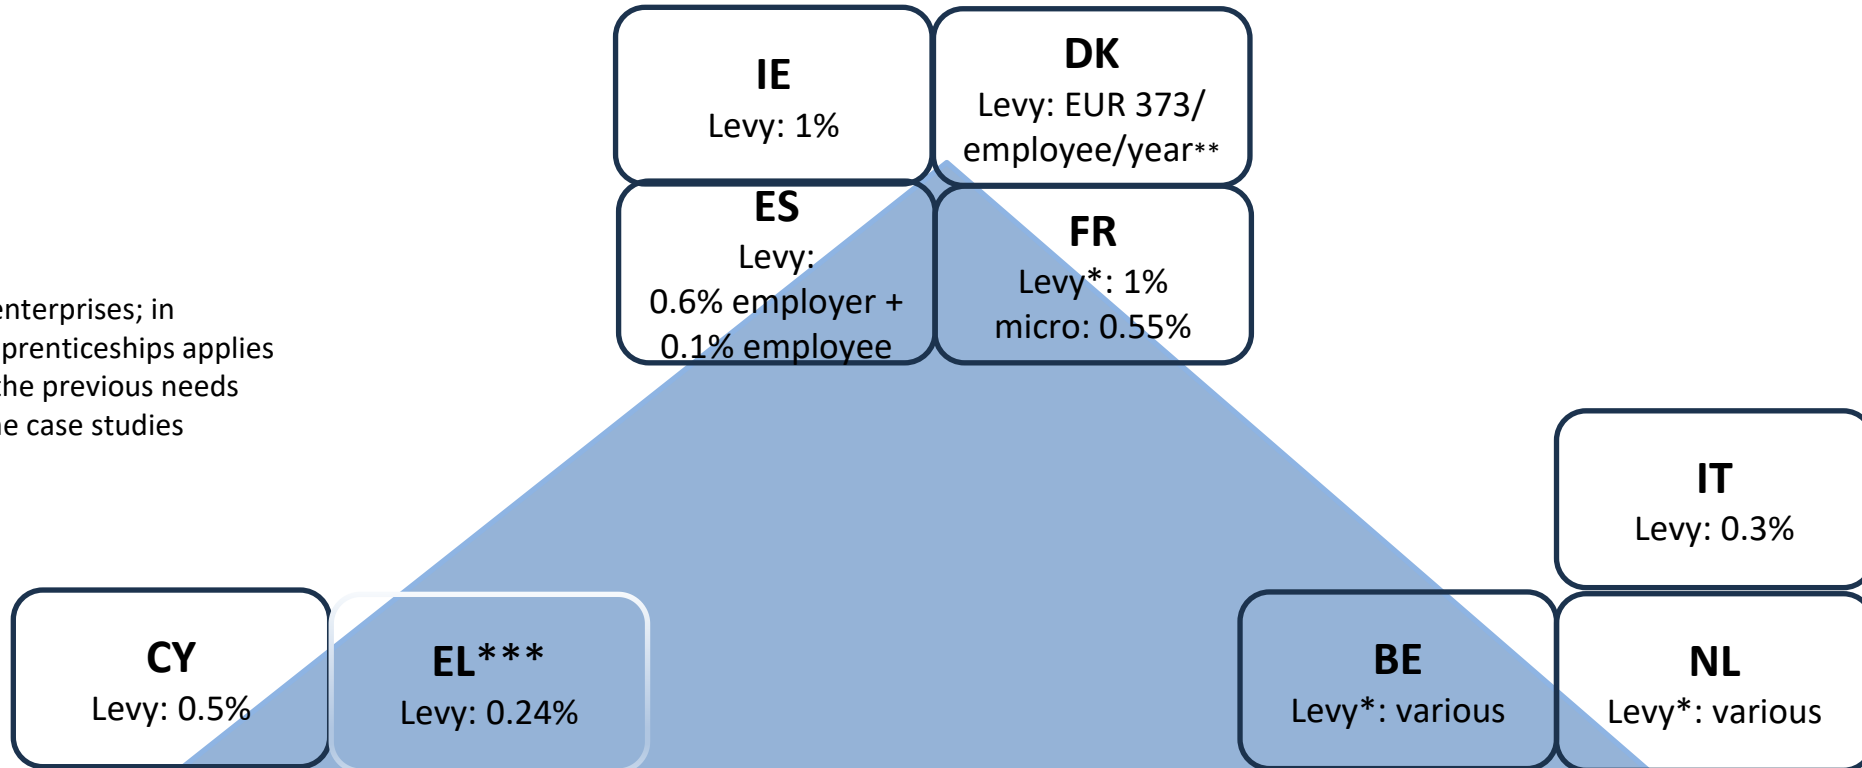 IE
Levy: 1%
DK
Levy: EUR 373/
employee/year**
ES
Levy:
0.6% employer +
0.1% employee
FR
Levy*: 1%
micro: 0.55%
enterprises; in
prenticeships applies
the previous needs
case studies
IT
Levy: 0.3%
CY
Levy: 0.5%
EL***
Levy: 0.24%
BE
Levy*: various
NL
Levy*: various